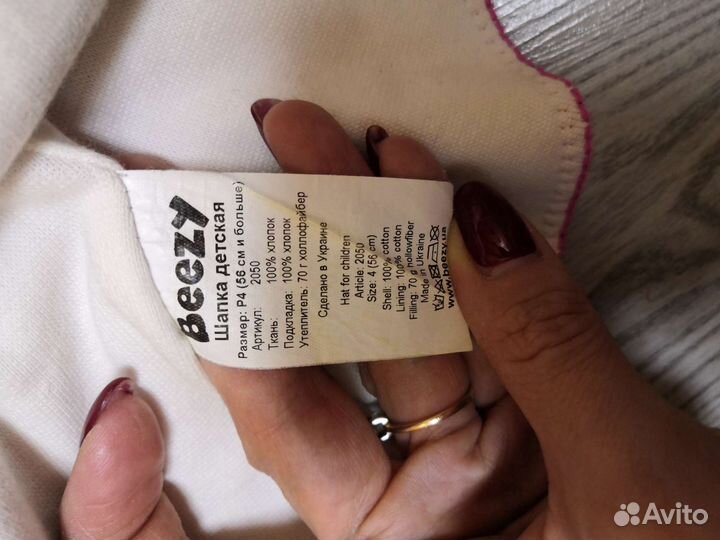 Beezy
Шапка детская
Размер: Р4 (56 см и больше)
Артикул: 2050
Ткань: 100% хлопок
Подкладка: 100% хлопок
Утеплитель: 70 г холлофайбер
Сделано в Украине
Hat for children
Article: 2050
Size: 4 (56 cm)
Shell: 100% cotton
Lining: 100% cotton
Filling: 70 g hollowfiber
Made in Ukraine
www.beezy.ua
Avito